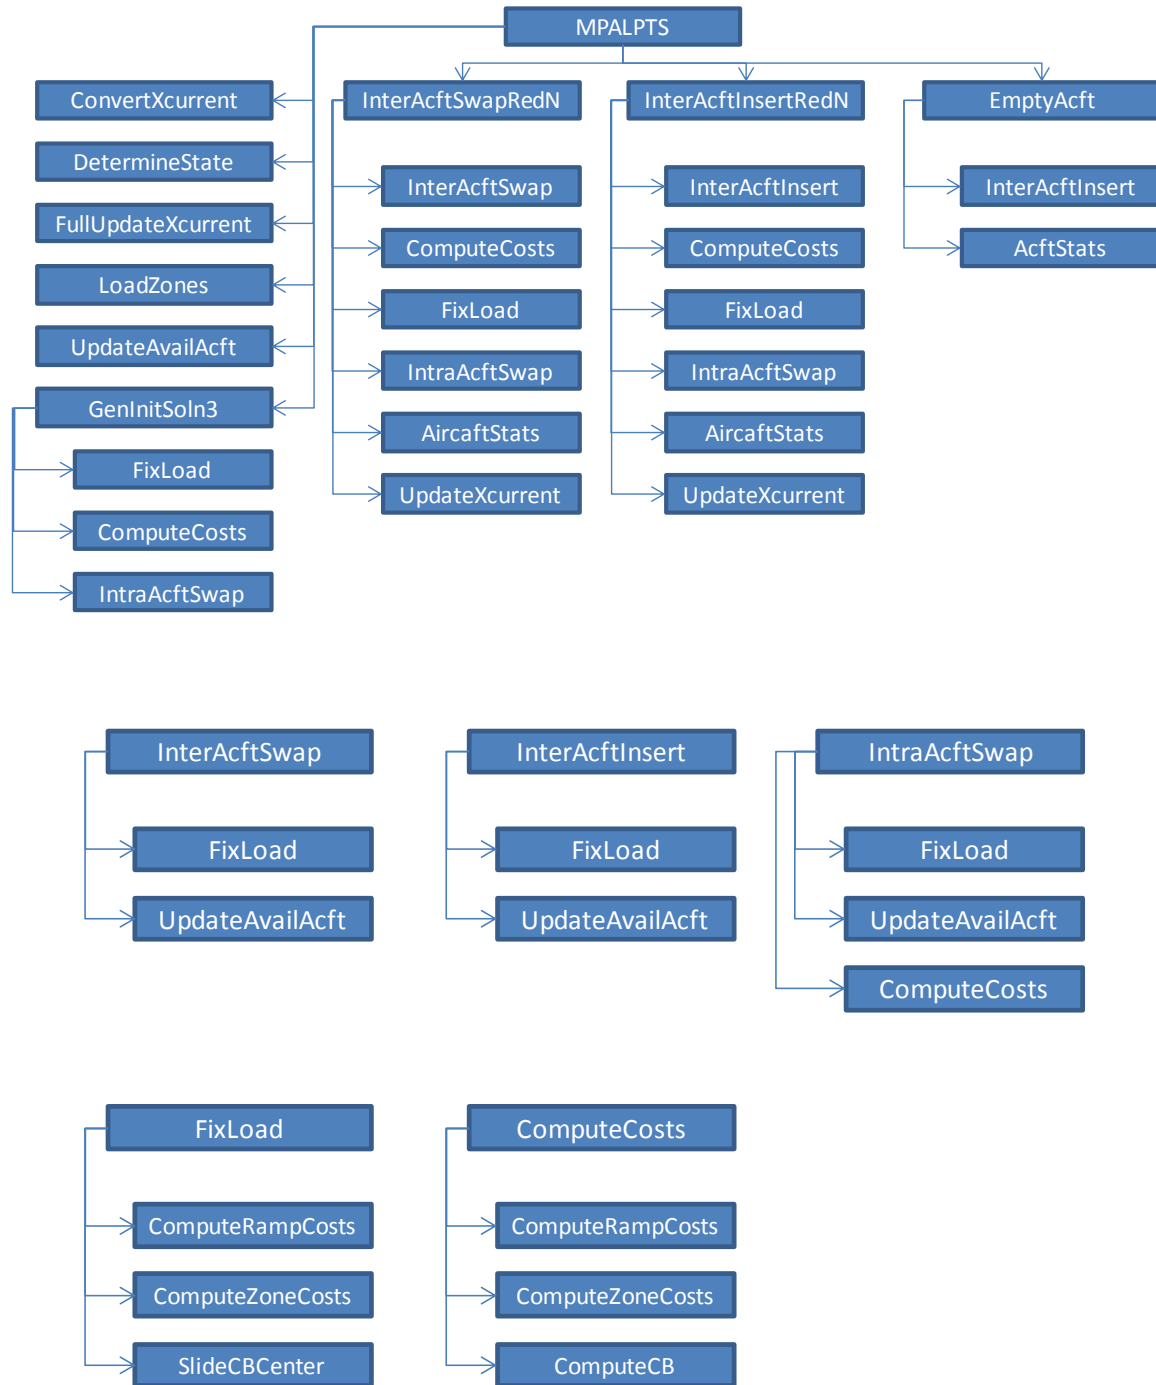 MPALPTS
ConvertXcurrent
DetermineState
FullUpdateXcurrent
LoadZones
UpdateAvailAcft
GenInitSoln3
FixLoad
ComputeCosts
IntraAcftSwap
InterAcftSwapRedN
InterAcftSwap
ComputeCosts
FixLoad
IntraAcftSwap
AircaftStats
UpdateXcurrent
InterAcftInsertRedN
InterAcftInsert
ComputeCosts
FixLoad
IntraAcftSwap
AircaftStats
UpdateXcurrent
EmptyAcft
InterAcftInsert
AcftStats
InterAcftSwap
FixLoad
UpdateAvailAcft
InterAcftInsert
FixLoad
UpdateAvailAcft
IntraAcftSwap
FixLoad
UpdateAvailAcft
ComputeCosts
FixLoad
ComputeRampCosts
ComputeZoneCosts
SlideCBCenter
ComputeCosts
ComputeRampCosts
ComputeZoneCosts
ComputeCB